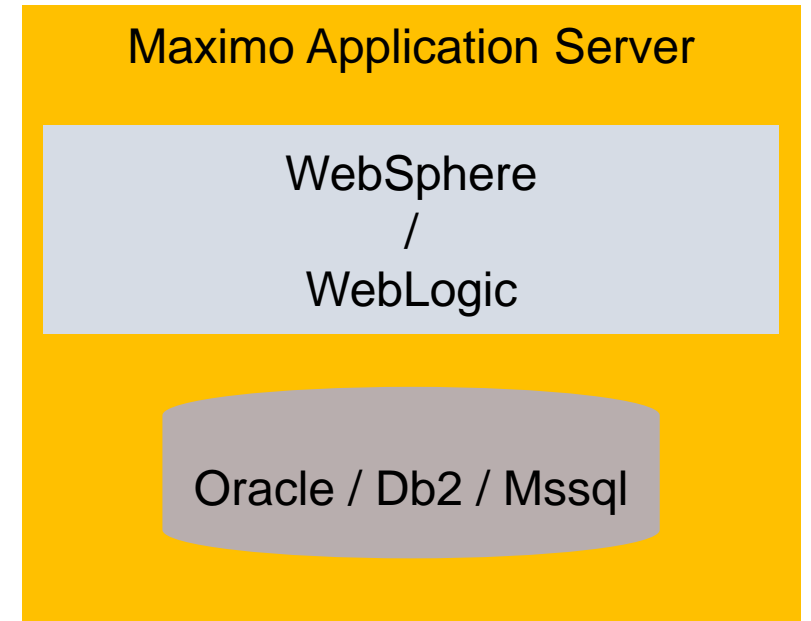 Maximo Application Server
WebSphere
/
WebLogic
Oracle / Db2 / Mssql